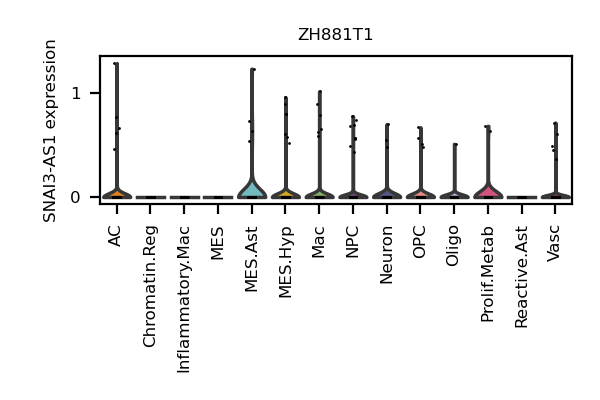 ZH881T1
SNAI3-AS1 expression
1
0
AC
Chromatin.Reg
Inflammatory.Mac
MES
MES.Ast
MES.Hyp
Mac
NPC
Neuron
OPC
Oligo
Prolif.Metab
Reactive.Ast
Vasc